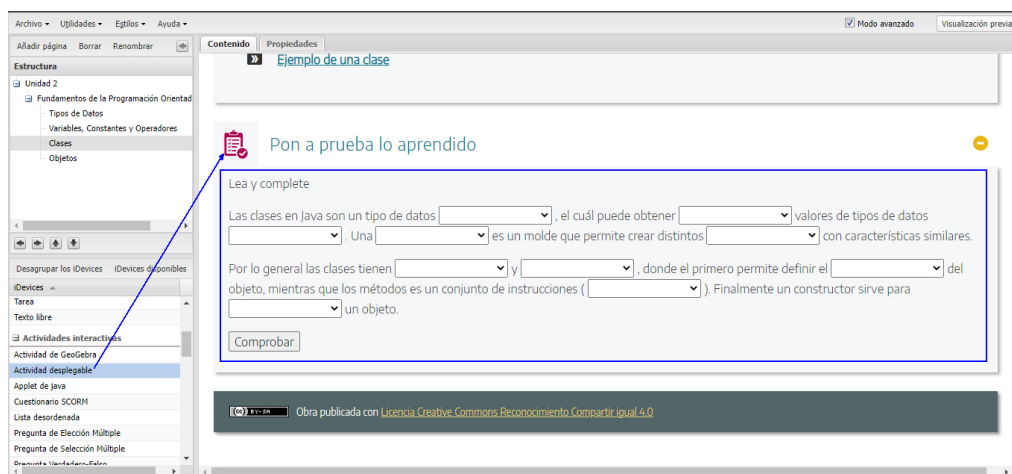 Archivo Utilidades Estilos Ayuda Modo avanzado Visualización previa
Añadir página Borrar Renombrar
Estructura
Unidad 2
Fundamentos de la Programación Orientad
Tipos de Datos
Variables, Constantes y Operadores
Clases
Objetos
Desagrupar los iDevices iDevices disponibles
iDevices
Tarea
Texto libre
Actividades interactivas
Actividad de GeoGebra
Actividad desplegable
Applet de java
Cuestionario SCORM
Lista desordenada
Pregunta de Elección Múltiple
Pregunta de Selección Múltiple
Pregunta Verdadero-Falso
Contenido Propiedades
Ejemplo de una clase
Pon a prueba lo aprendido
Lea y complete
Las clases en Java son un tipo de datos , el cuál puede obtener valores de tipos de datos
. Una es un molde que permite crear distintos con características similares.
Por lo general las clases tienen y , donde el primero permite definir el del
objeto, mientras que los métodos es un conjunto de instrucciones ( ). Finalmente un constructor sirve para
un objeto.
Comprobar
(cc) BY-SA Obra publicada con Licencia Creative Commons Reconocimiento Compartir igual 4.0